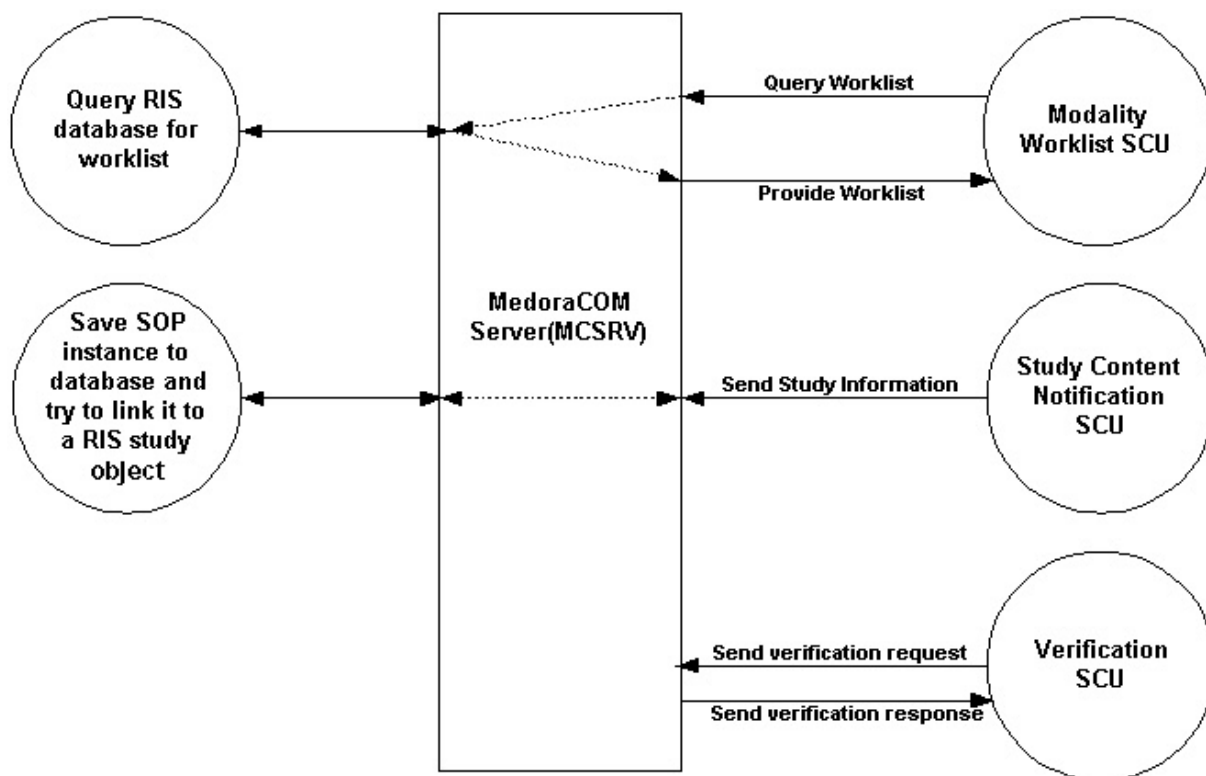 Query RIS
database for
worklist
Query Worklist
Provide Worklist
Modality
Worklist SCU
MedoraCOM
Server(MCSRV)
Save SOP
instance to
database and
try to link it to
a RIS study
object
Send Study Information
Study Content
Notification
SCU
Send verification request
Send verification response
Verification
SCU